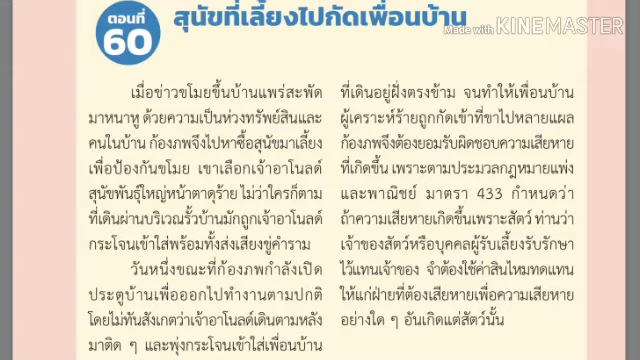 ตอนที่
60
สุนัขที่เลี้ยงไปกัดเพื่อนบ้าน
Made with KINEMASTER
เมื่อข่าวขโมยขึ้นบ้านแพร่สะพัด
มาหนาหู ด้วยความเป็นห่วงทรัพย์สินและ
คนในบ้าน ก้องภพจึงไปหาซื้อสุนัขมาเลี้ยง
เพื่อป้องกันขโมย เขาเลือกเจ้าอาโนลด์
สุนัขพันธุ์ใหญ่หน้าตาดุร้าย ไม่ว่าใครก็ตาม
ที่เดินผ่านบริเวณรั้วบ้านมักถูกเจ้าอาโนลด์
กระโจนเข้าใส่พร้อมทั้งส่งเสียงขู่คำราม
วันหนึ่งขณะที่ก้องภพกำลังเปิด
ประตูบ้านเพื่อออกไปทำงานตามปกติ
โดยไม่ทันสังเกตว่าเจ้าอาโนลด์เดินตามหลัง
มาติด ๆ และพุ่งกระโจนเข้าใส่เพื่อนบ้าน
ที่เดินอยู่ฝั่งตรงข้าม จนทำให้เพื่อนบ้าน
ผู้เคราะห์ร้ายถูกกัดเข้าที่ขาไปหลายแผล
ก้องภพจึงต้องยอมรับผิดชอบความเสียหาย
ที่เกิดขึ้น เพราะตามประมวลกฎหมายแพ่ง
และพาณิชย์ มาตรา 433 กำหนดว่า
ถ้าความเสียหายเกิดขึ้นเพราะสัตว์ ท่านว่า
เจ้าของสัตว์หรือบุคคลผู้รับเลี้ยงรับรักษา
ไว้แทนเจ้าของ จำต้องใช้ค่าสินไหมทดแทน
ให้แก่ฝ่ายที่ต้องเสียหายเพื่อความเสียหาย
อย่างใด ๆ อันเกิดแต่สัตว์นั้น